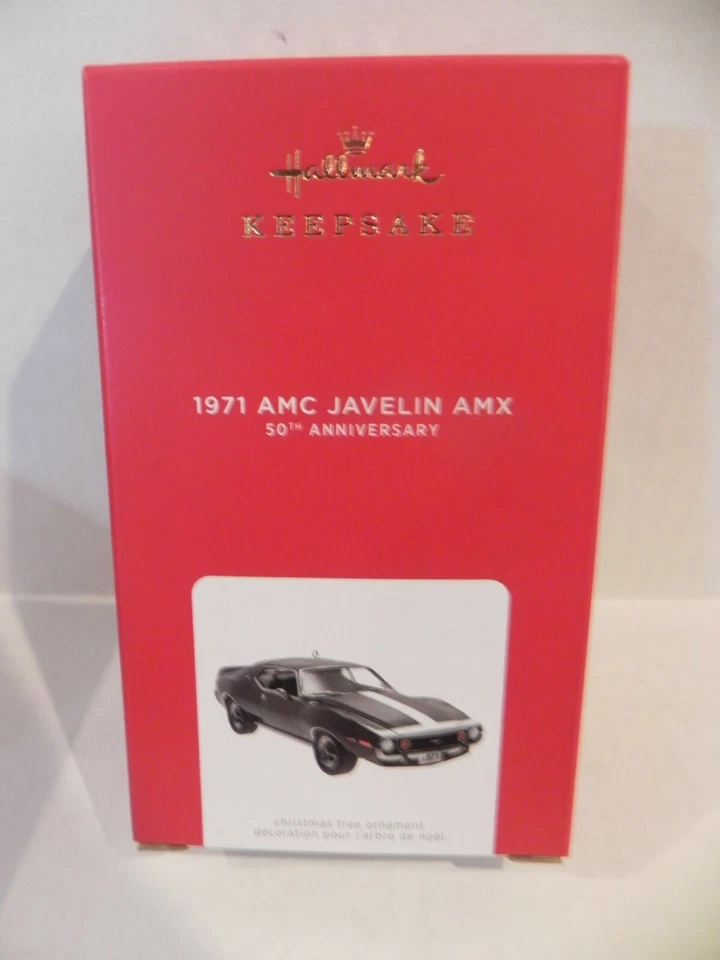 Hallmark
KEEPSAKE
1971 AMC JAVELIN AMX
50TH ANNIVERSARY
christmas tree ornament
décoration pour l'arbre de noël